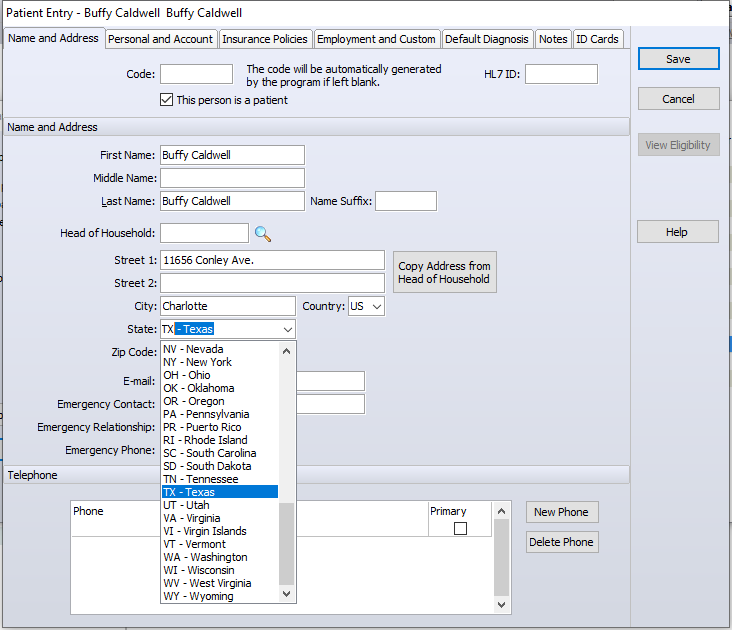 Patient Entry - Buffy Caldwell  Buffy Caldwell
Name and Address Personal and Account Insurance Policies Employment and Custom Default Diagnosis Notes ID Cards
Code: The code will be automatically generated by the program if left blank. HL7 ID:
This person is a patient
Save
Cancel
View Eligibility
Help
Name and Address
First Name: Buffy Caldwell
Middle Name:
Last Name: Buffy Caldwell Name Suffix:
Head of Household:
Street 1: 11656 Conley Ave.
Copy Address from
Head of Household
Street 2:
City: Charlotte Country: US
State: TX - Texas
Zip Code:
E-mail:
Emergency Contact:
Emergency Relationship:
Emergency Phone:
NV - Nevada
NY - New York
OH - Ohio
OK - Oklahoma
OR - Oregon
PA - Pennsylvania
PR - Puerto Rico
RI - Rhode Island
SC - South Carolina
SD - South Dakota
TN - Tennessee
TX - Texas
UT - Utah
VA - Virginia
VI - Virgin Islands
VT - Vermont
WA - Washington
WI - Wisconsin
WV - West Virginia
WY - Wyoming
Telephone
Phone Primary
New Phone
Delete Phone